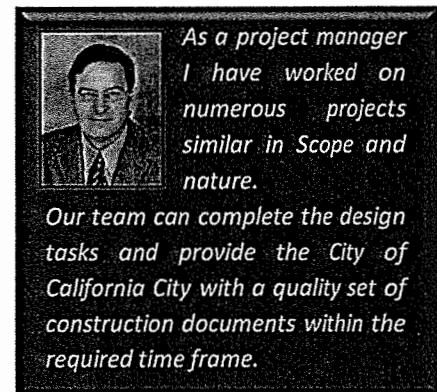 As a project manager
I have worked on
numerous projects
similar in Scope and
nature.
Our team can complete the design
tasks and provide the City of
California City with a quality set of
construction documents within the
required time frame.